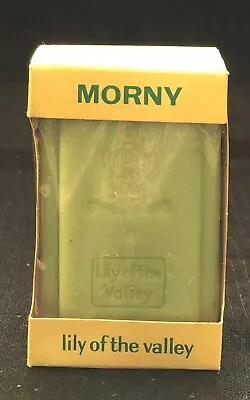 MORNY
Lily of the
Valley
lily of the valley